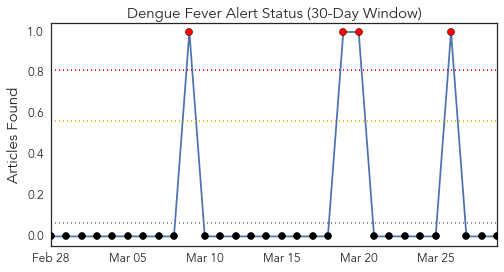 Dengue Fever Alert Status (30-Day Window)
Articles Found
1.0
0.8
0.6
0.4
0.2
0.0
Feb 28 Mar 05 Mar 10 Mar 15 Mar 20 Mar 25